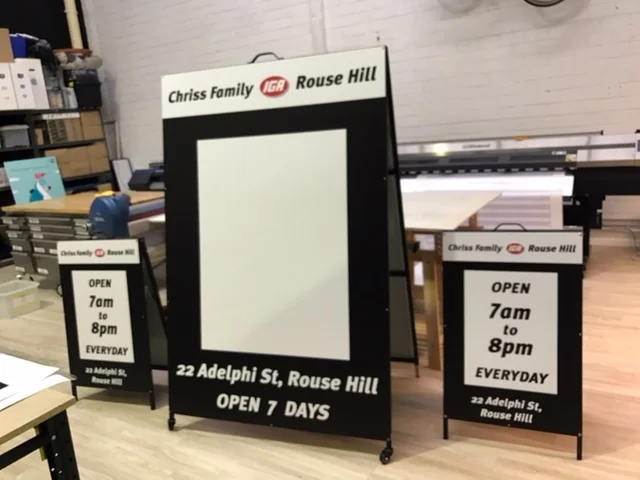 Chriss Family IGA Rouse Hill
22 Adelphi St, Rouse Hill
OPEN 7 DAYS
Chriss Family IGA Rouse Hill
OPEN
7am
to
8pm
EVERYDAY
22 Adelphi St,
Rouse Hill
Chriss Family IGA Rouse Hill
OPEN
7am
to
8pm
EVERYDAY
22 Adelphi St,
Rouse Hill